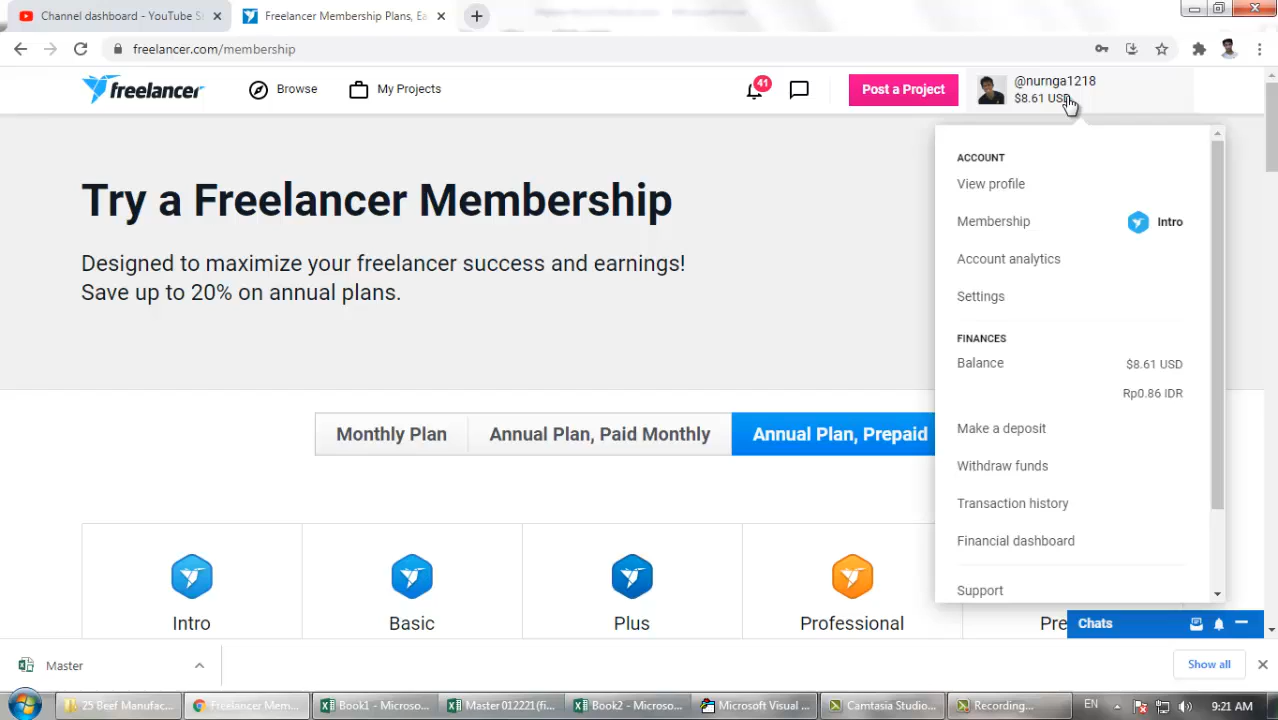 Channel dashboard - YouTube St
Freelancer Membership Plans, Ea
freelancer.com/membership
freelancer
Browse
My Projects
41
Post a Project
@nurnga1218
$8.61 USD
Try a Freelancer Membership
Designed to maximize your freelancer success and earnings!
Save up to 20% on annual plans.
ACCOUNT
View profile
Membership
Intro
Account analytics
Settings
FINANCES
Balance
$8.61 USD
Rp0.86 IDR
Make a deposit
Withdraw funds
Transaction history
Financial dashboard
Support
Monthly Plan
Annual Plan, Paid Monthly
Annual Plan, Prepaid
Intro
Basic
Plus
Professional
Pre
Chats
Master
Show all
25 Beef Manufac...
Freelancer Mem...
Book1 - Microso...
Master 012221(fi...
Book2 - Microso...
Microsoft Visual ...
Camtasia Studio...
Recording...
EN
9:21 AM